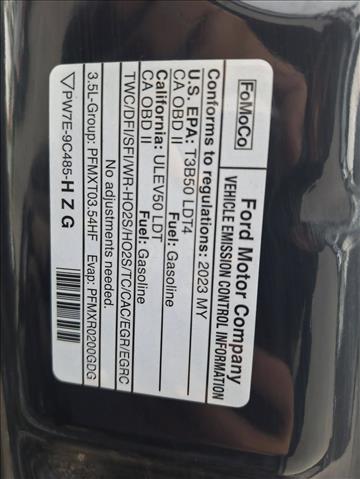 FoMoCo
Ford Motor Company
VEHICLE EMISSION CONTROL INFORMATION
Conforms to regulations: 2023 MY
U.S. EPA: T3B50 LDT4
CA OBD II Fuel: Gasoline
California: ULEV50 LDT
CA OBD II Fuel: Gasoline
TWC/DFI/SFI/WR-HO2S/HO2S/TC/CAC/EGR/EGRC
No adjustments needed.
3.5L-Group: PFMXT03.54HF Evap: PFMXR0200GDG
▽PW7E-9C485-H Z G